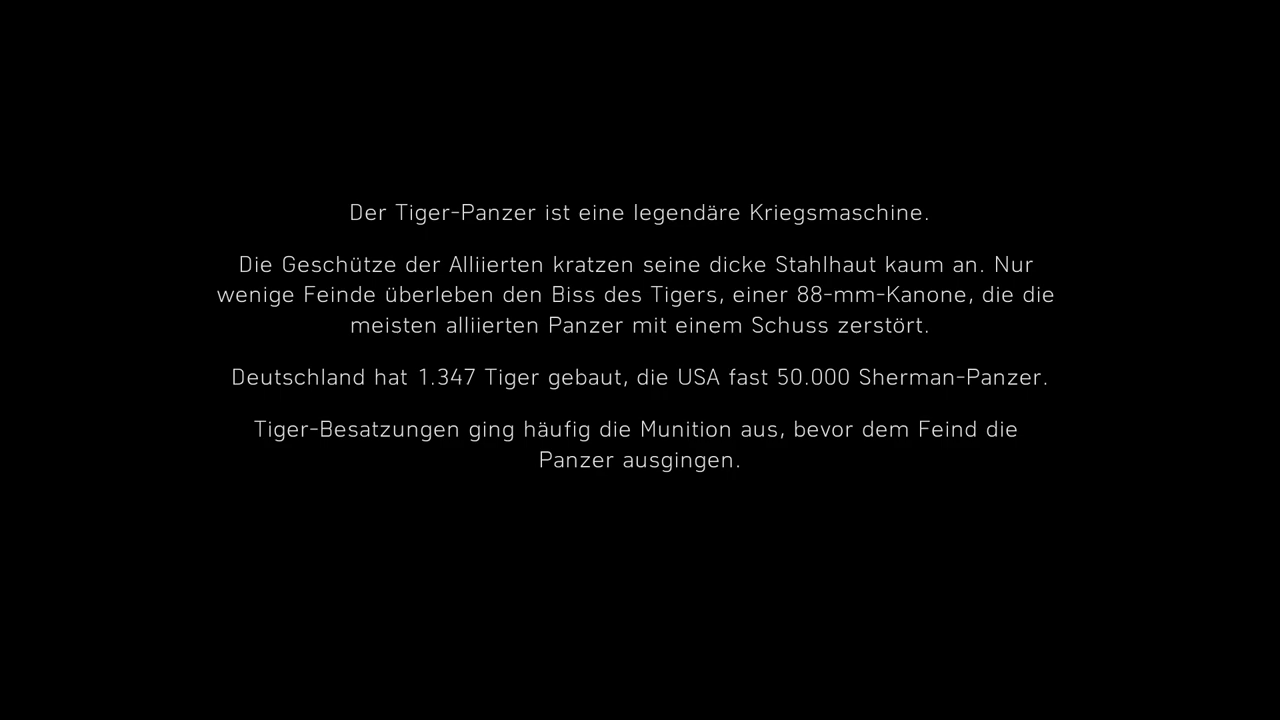 Der Tiger-Panzer ist eine legendäre Kriegsmaschine.
Die Geschütze der Alliierten kratzen seine dicke Stahlhaut kaum an. Nur
wenige Feinde überleben den Biss des Tigers, einer 88-mm-Kanone, die die
meisten alliierten Panzer mit einem Schuss zerstört.
Deutschland hat 1.347 Tiger gebaut, die USA fast 50.000 Sherman-Panzer.
Tiger-Besatzungen ging häufig die Munition aus, bevor dem Feind die
Panzer ausgingen.